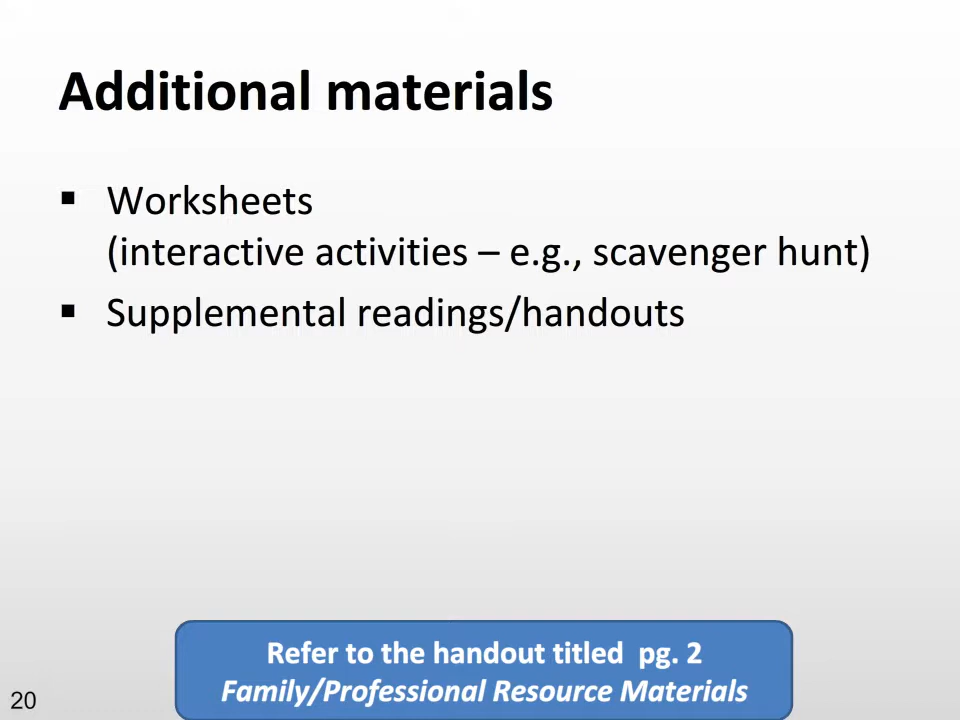 Additional materials
▪ Worksheets
(interactive activities – e.g., scavenger hunt)
▪ Supplemental readings/handouts
Refer to the handout titled  pg. 2
Family/Professional Resource Materials
20